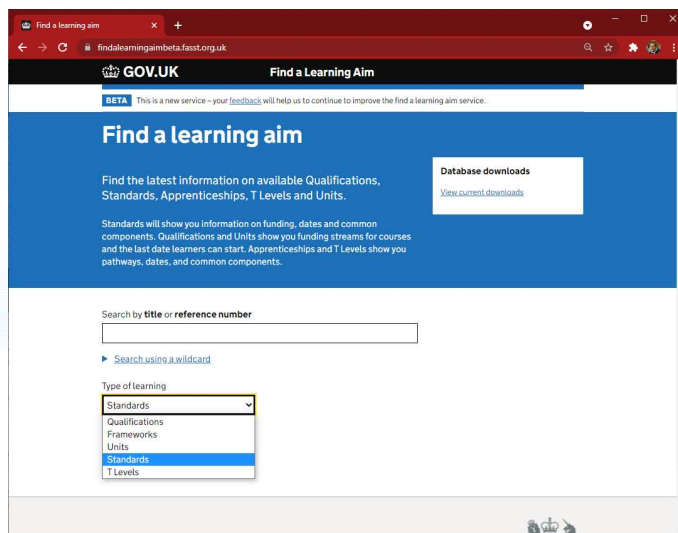 Find a learning aim
findalearningaimbeta.fasst.org.uk
GOV.UK Find a Learning Aim
BETA This is a new service – your feedback will help us to continue to improve the find a learning aim service.
Find a learning aim
Find the latest information on available Qualifications,
Standards, Apprenticeships, T Levels and Units.
Standards will show you information on funding, dates and common
components. Qualifications and Units show you funding streams for courses
and the last date learners can start. Apprenticeships and T Levels show you
pathways, dates, and common components.
Database downloads
View current downloads
Search by title or reference number
Search using a wildcard
Type of learning
Standards
Qualifications
Frameworks
Units
Standards
T Levels